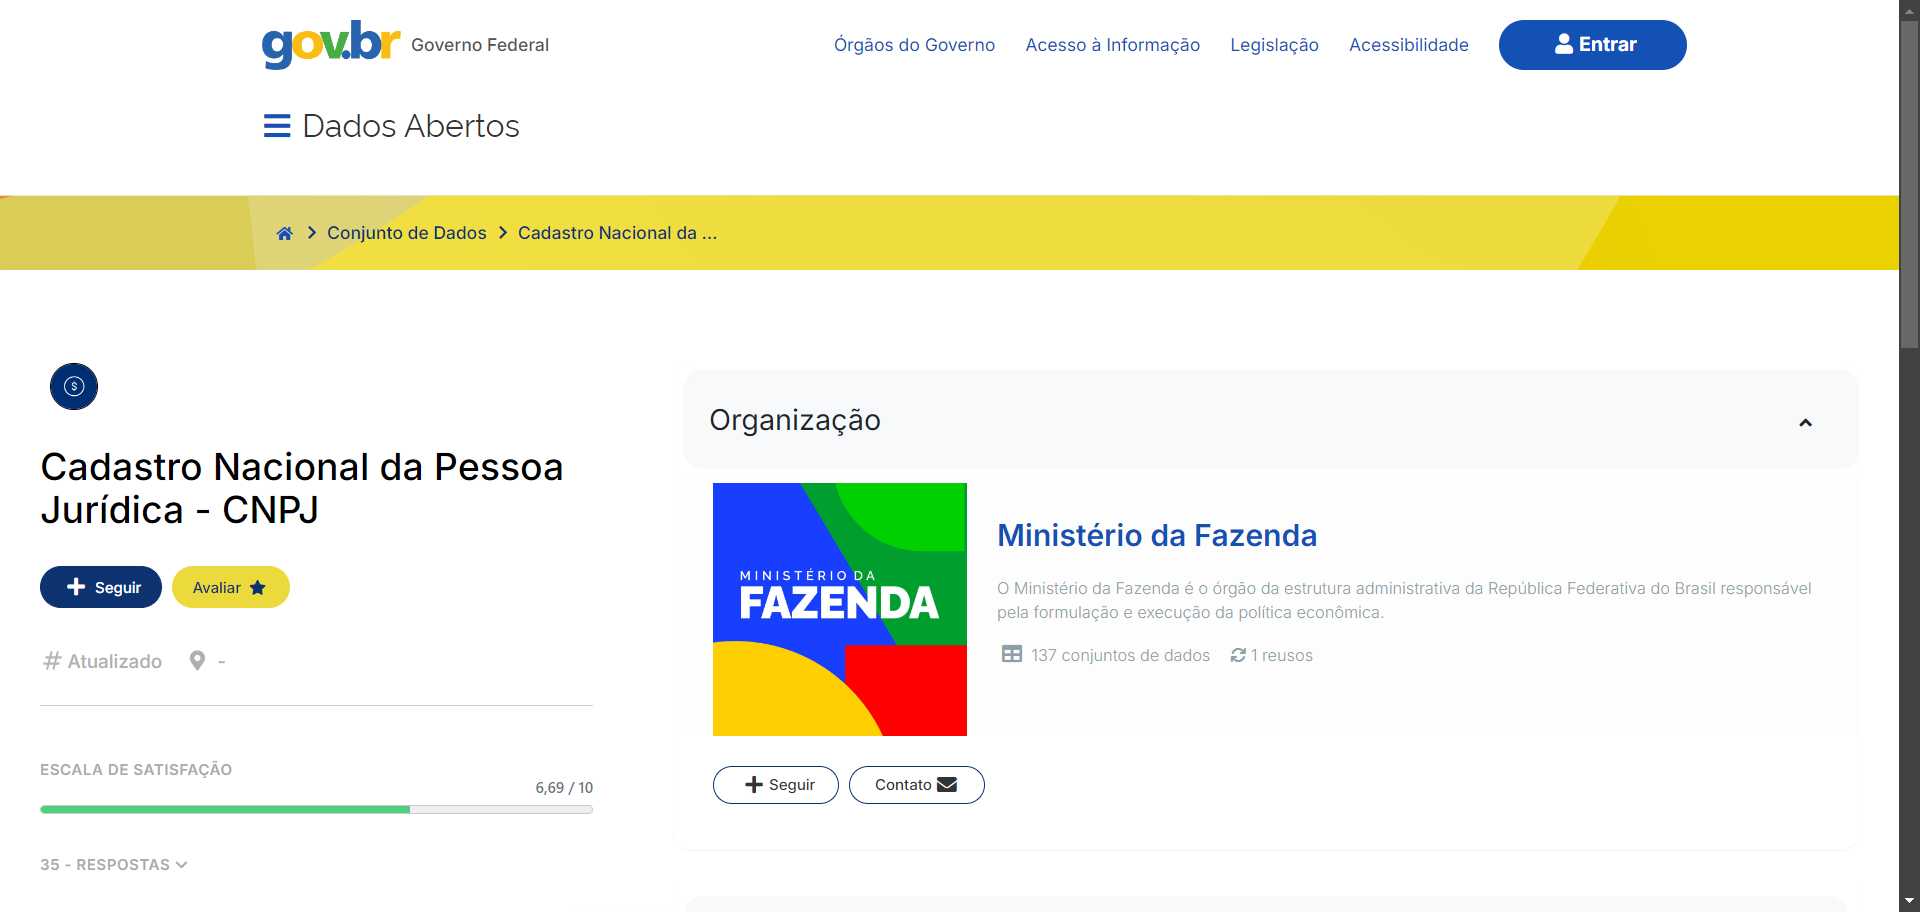 gov.br Governo Federal
Órgãos do Governo Acesso à Informação Legislação Acessibilidade Entrar
Dados Abertos
Conjunto de Dados Cadastro Nacional da ...
Cadastro Nacional da Pessoa
Jurídica - CNPJ
Seguir Avaliar
# Atualizado -
ESCALA DE SATISFAÇÃO
6,69 / 10
35 - RESPOSTAS
Organização
MINISTÉRIO DA
FAZENDA
Ministério da Fazenda
O Ministério da Fazenda é o órgão da estrutura administrativa da República Federativa do Brasil responsável
pela formulação e execução da política econômica.
137 conjuntos de dados 1 reusos
Seguir Contato